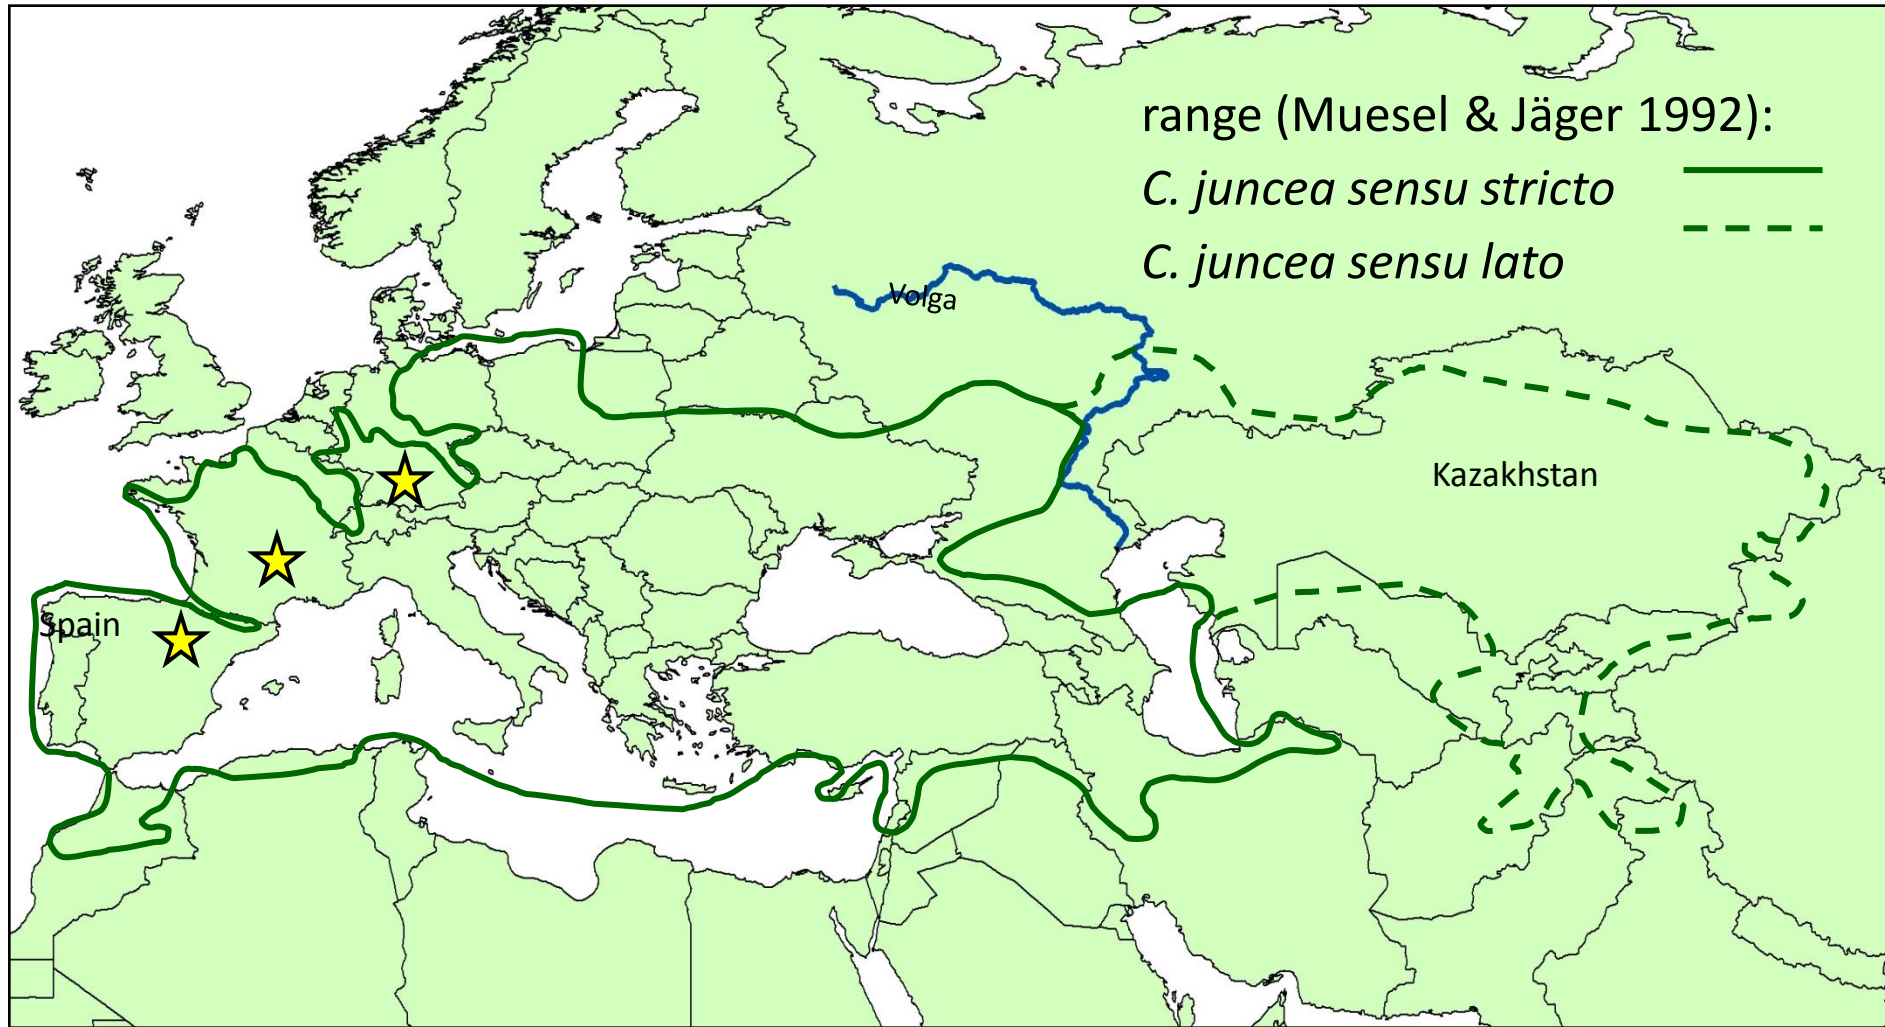 range (Muesel & Jäger 1992):
C. juncea sensu stricto
C. juncea sensu lato
Volga
Kazakhstan
Spain